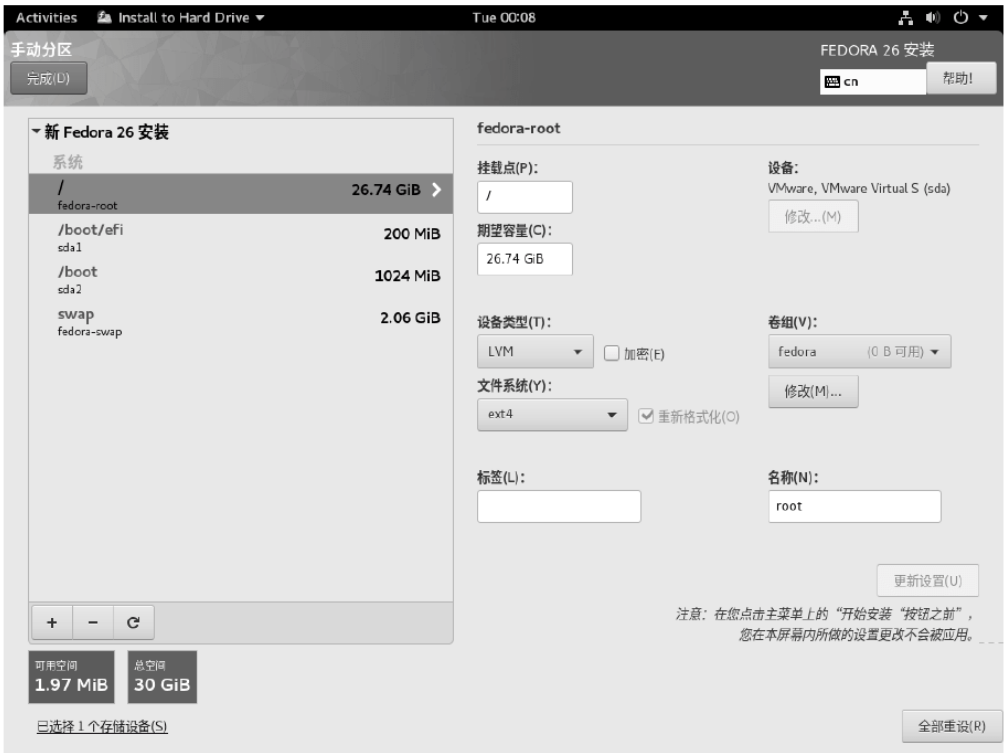 Activities Install to Hard Drive Tue 00:08
手动分区 FEDORA 26 安装
完成(D) cn 帮助!
新 Fedora 26 安装
系统
/ 26.74 GiB
fedora-root
/boot/efi 200 MiB
sda1
/boot 1024 MiB
sda2
swap 2.06 GiB
fedora-swap
+ −
可用空间 总空间
1.97 MiB 30 GiB
已选择 1 个存储设备(S)
fedora-root
挂载点(P)： 设备：
/ VMware, VMware Virtual S (sda)
修改...(M)
期望容量(C)：
26.74 GiB
设备类型(T)： 卷组(V)：
LVM 加密(E) fedora (0 B 可用)
文件系统(Y)： 修改(M)...
ext4 重新格式化(O)
标签(L)： 名称(N)：
root
更新设置(U)
注意：在您点击主菜单上的“开始安装“按钮之前”，
您在本屏幕内所做的设置更改不会被应用。
全部重设(R)